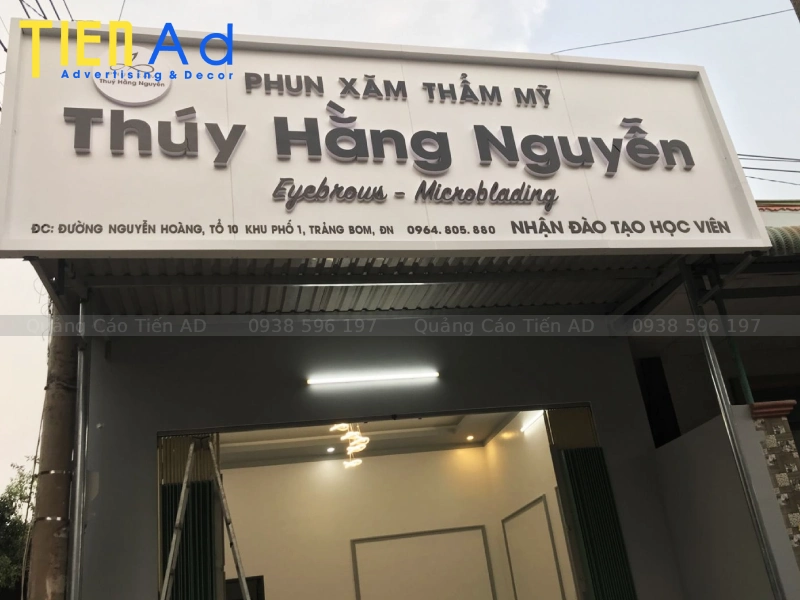 TIEN Ad
Advertising & Decor
Thuý Hằng Nguyễn
PHUN XĂM THẨM MỸ
Thúy Hằng Nguyễn
Eyebrows - Microblading
ĐC: ĐƯỜNG NGUYỄN HOÀNG, TỔ 10 KHU PHỐ 1, TRẢNG BOM, ĐN 0964.805.880 NHẬN ĐÀO TẠO HỌC VIÊN
Quảng Cáo Tiến AD 0938 596 197 Quảng Cáo Tiến AD 0938 596 197